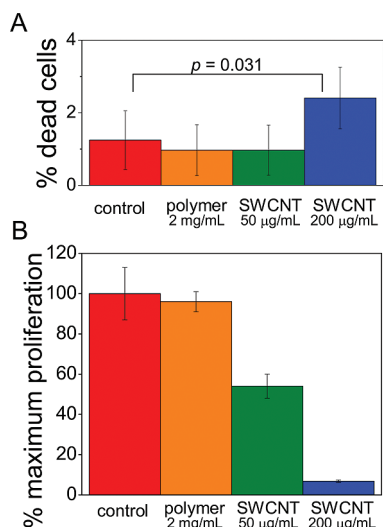 A
% dead cells
4
2
0
p = 0.031
control
polymer
2 mg/mL
SWCNT
50 μg/mL
SWCNT
200 μg/mL
B
% maximum proliferation
120
100
80
60
40
20
0
control
polymer
2 mg/mL
SWCNT
50 μg/mL
SWCNT
200 μg/mL